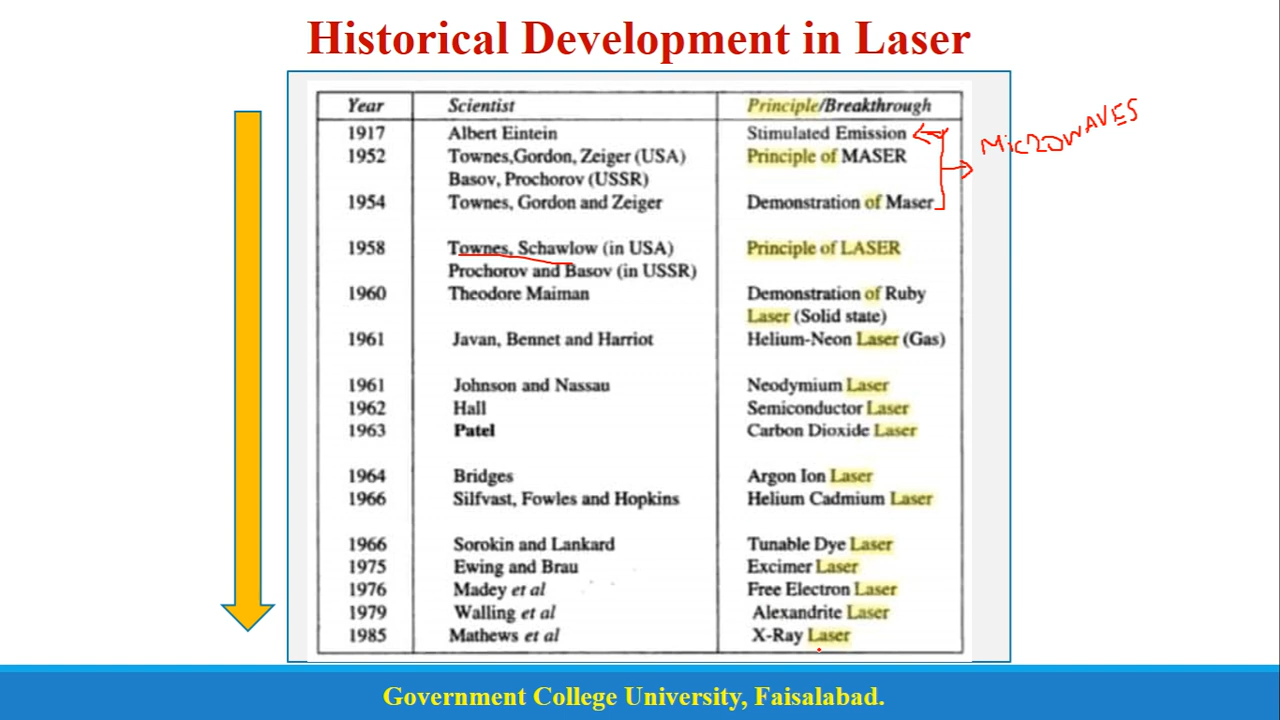 Historical Development in Laser
Year Scientist Principle/Breakthrough
1917 Albert Eintein Stimulated Emission
MICROWAVES
1952 Townes,Gordon, Zeiger (USA) Principle of MASER
Basov, Prochorov (USSR)
1954 Townes, Gordon and Zeiger Demonstration of Maser
1958 Townes, Schawlow (in USA) Principle of LASER
Prochorov and Basov (in USSR)
1960 Theodore Maiman Demonstration of Ruby
Laser (Solid state)
1961 Javan, Bennet and Harriot Helium-Neon Laser (Gas)
1961 Johnson and Nassau Neodymium Laser
1962 Hall Semiconductor Laser
1963 Patel Carbon Dioxide Laser
1964 Bridges Argon Ion Laser
1966 Silfvast, Fowles and Hopkins Helium Cadmium Laser
1966 Sorokin and Lankard Tunable Dye Laser
1975 Ewing and Brau Excimer Laser
1976 Madey et al Free Electron Laser
1979 Walling et al Alexandrite Laser
1985 Mathews et al X-Ray Laser
Government College University, Faisalabad.